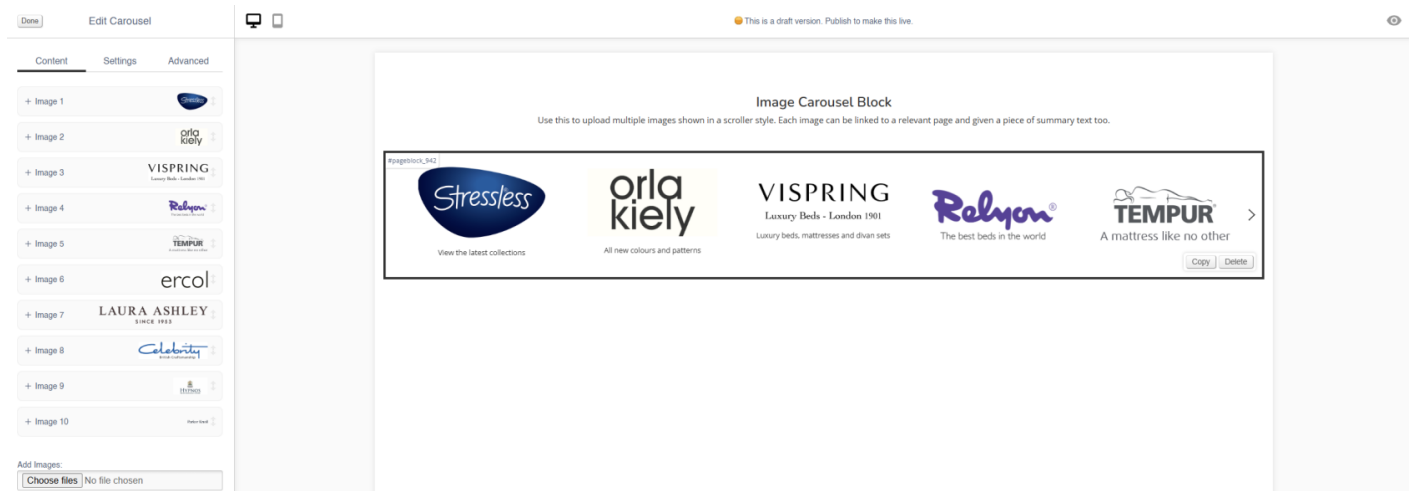 Done
Edit Carousel
This is a draft version. Publish to make this live.
Content Settings Advanced
+ Image 1 Stressless
+ Image 2 orla kiely
+ Image 3 VISPRING
Luxury Beds - London 1901
+ Image 4 Relyon
+ Image 5 TEMPUR
+ Image 6 ercol
+ Image 7 LAURA ASHLEY
SINCE 1953
+ Image 8 Celebrity
+ Image 9 HYPNOS
+ Image 10
Add Images:
Choose files No file chosen
Image Carousel Block
Use this to upload multiple images shown in a scroller style. Each image can be linked to a relevant page and given a piece of summary text too.
#pageblock_942
Stressless®
View the latest collections
orla
kiely
All new colours and patterns
VISPRING
Luxury Beds - London 1901
Luxury beds, mattresses and divan sets
Relyon®
The best beds in the world
TEMPUR®
A mattress like no other
Copy Delete